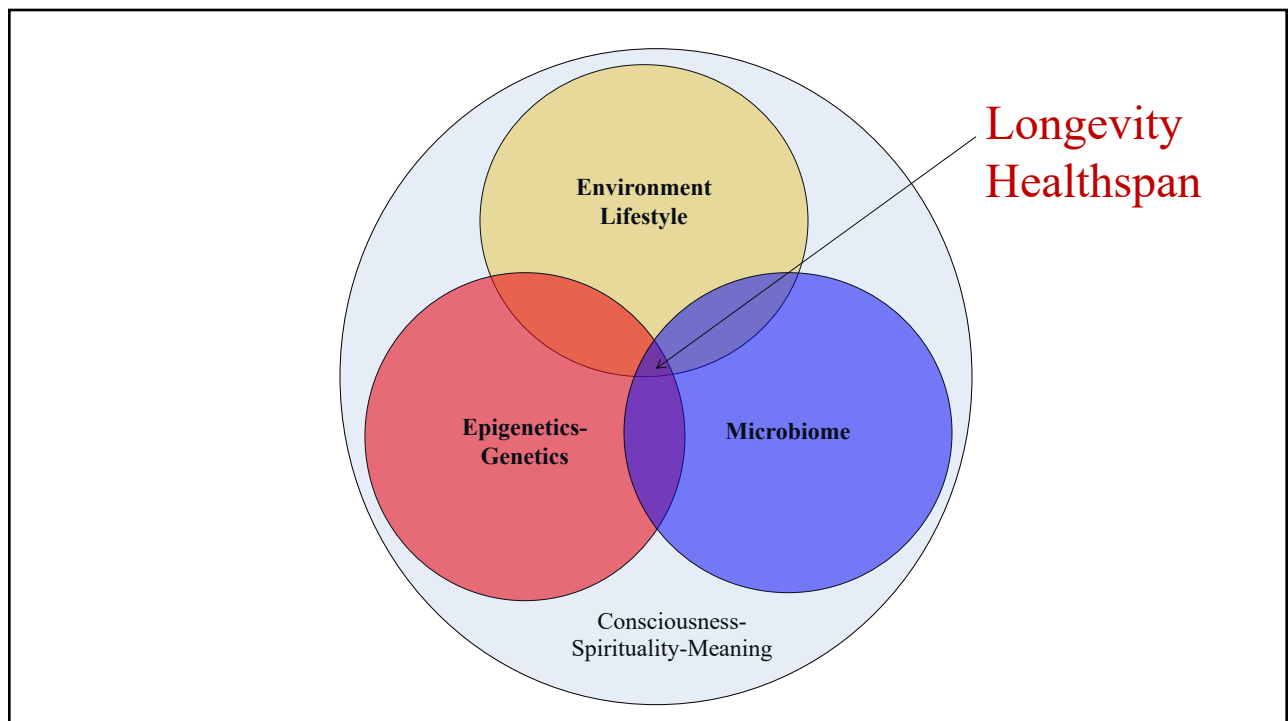 Longevity
Healthspan
Environment
Lifestyle
Epigenetics-
Genetics
Microbiome
Consciousness-
Spirituality-Meaning